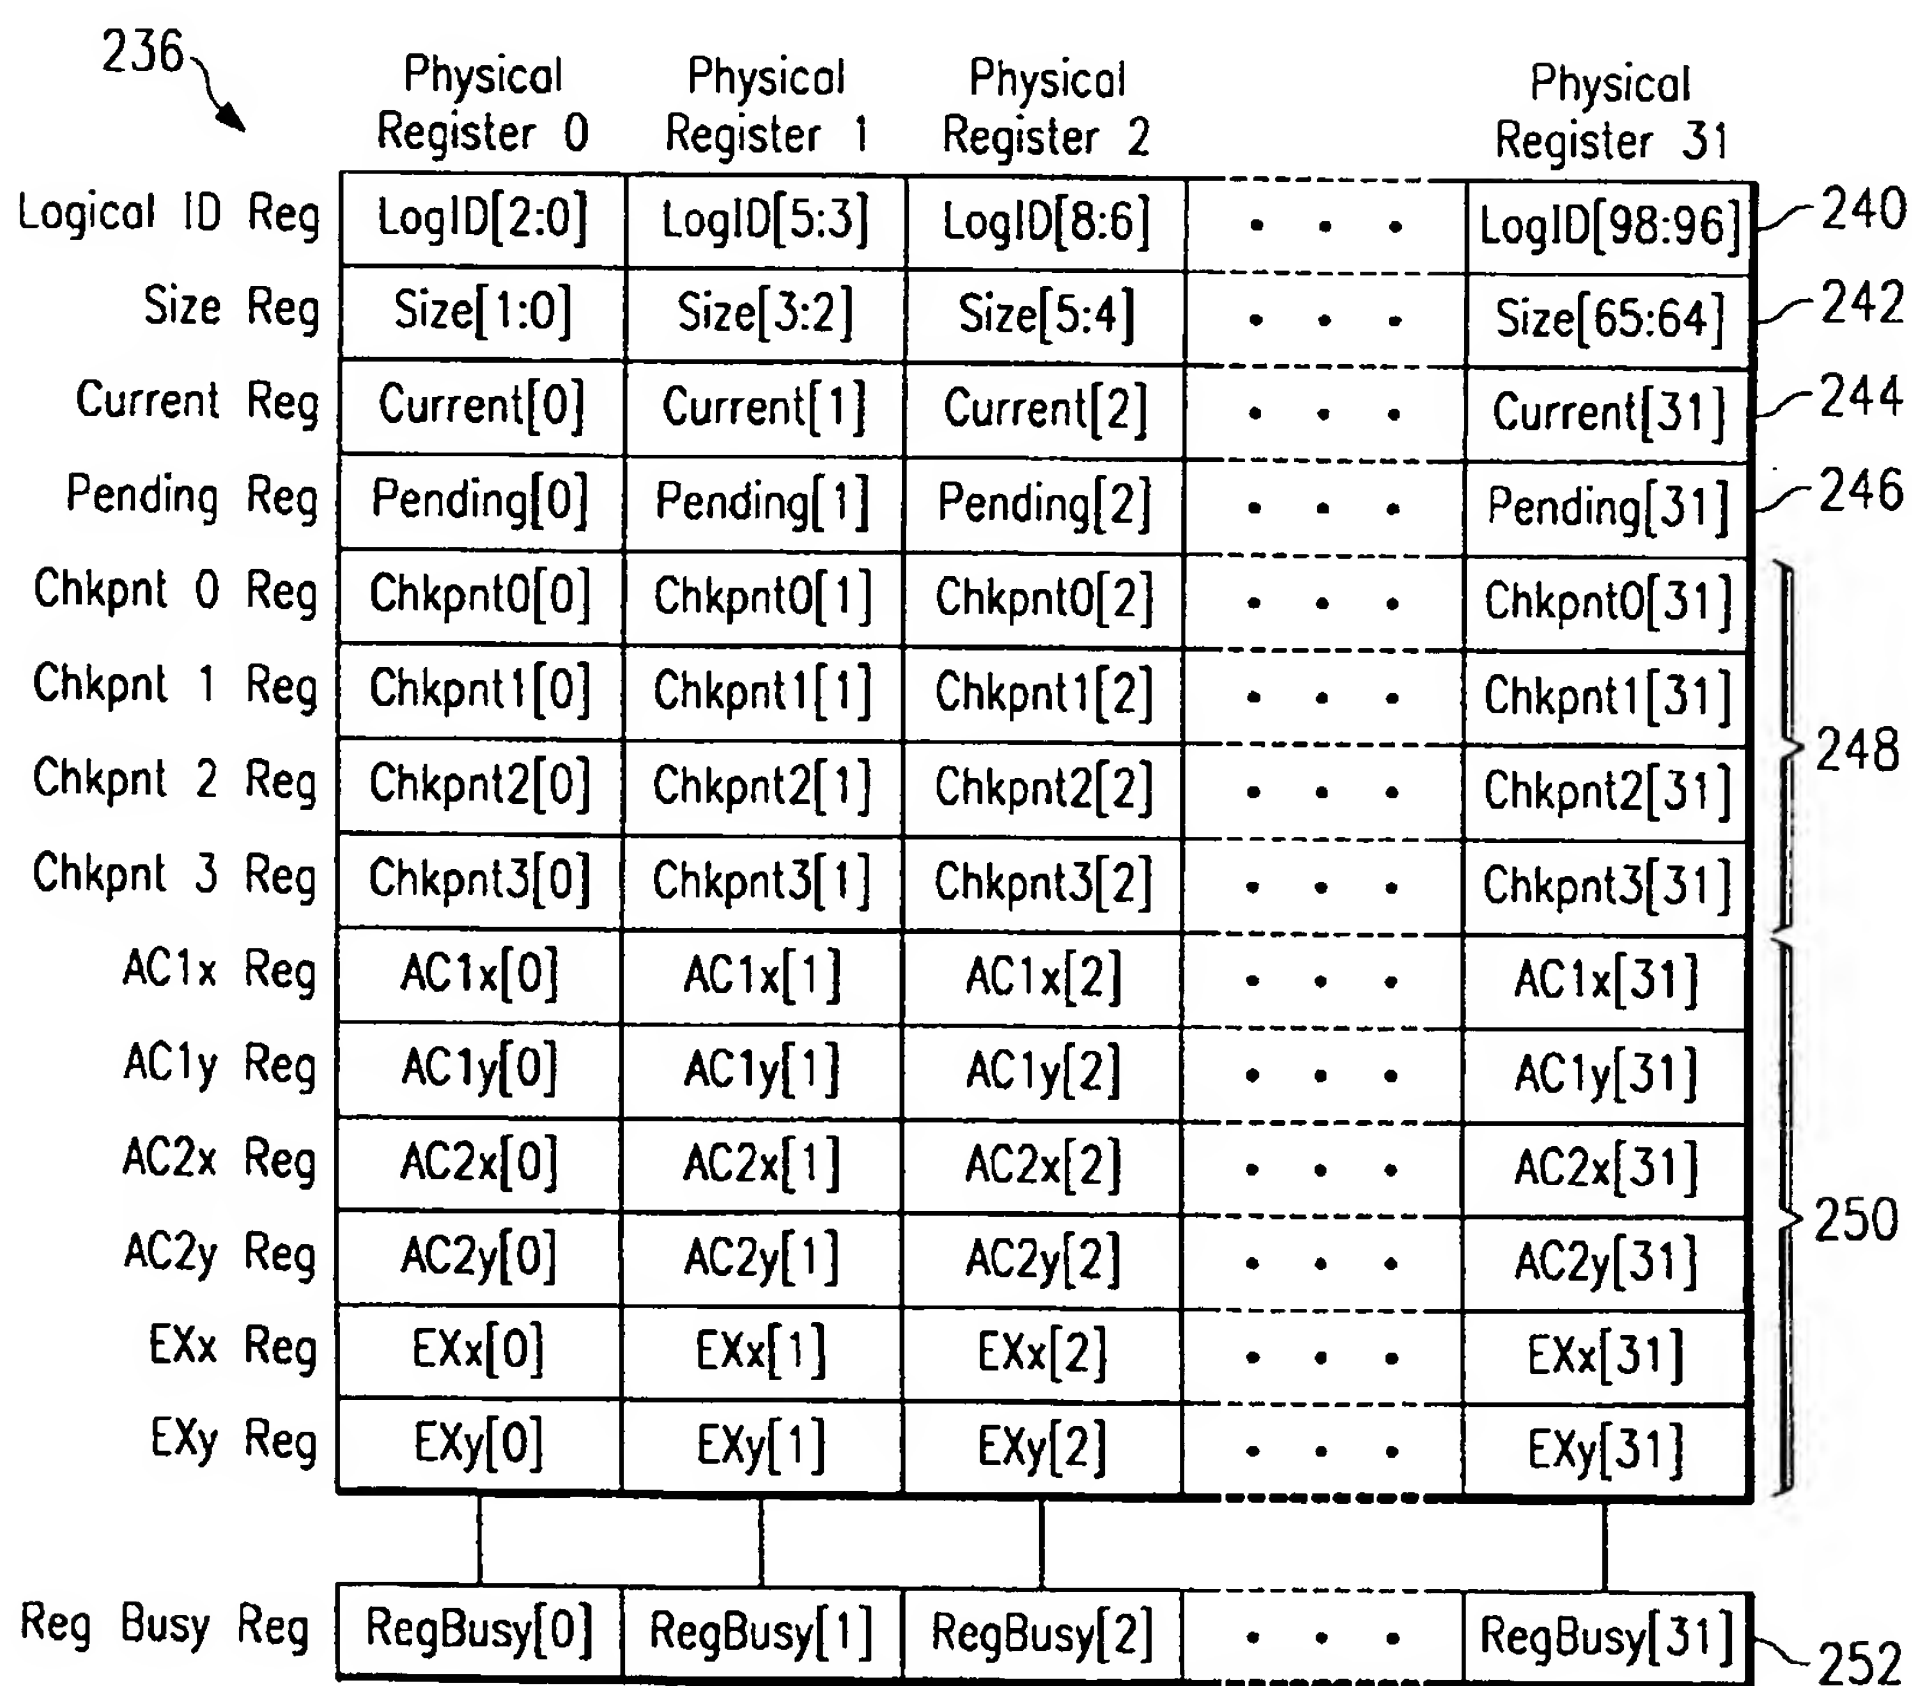 236
Physical Register 0 Physical Register 1 Physical Register 2 Physical Register 31
Logical ID Reg LogID[2:0] LogID[5:3] LogID[8:6] . . . LogID[98:96] 240
Size Reg Size[1:0] Size[3:2] Size[5:4] . . . Size[65:64] 242
Current Reg Current[0] Current[1] Current[2] . . . Current[31] 244
Pending Reg Pending[0] Pending[1] Pending[2] . . . Pending[31] 246
Chkpnt 0 Reg Chkpnt0[0] Chkpnt0[1] Chkpnt0[2] . . . Chkpnt0[31]
Chkpnt 1 Reg Chkpnt1[0] Chkpnt1[1] Chkpnt1[2] . . . Chkpnt1[31]
248
Chkpnt 2 Reg Chkpnt2[0] Chkpnt2[1] Chkpnt2[2] . . . Chkpnt2[31]
Chkpnt 3 Reg Chkpnt3[0] Chkpnt3[1] Chkpnt3[2] . . . Chkpnt3[31]
AC1x Reg AC1x[0] AC1x[1] AC1x[2] . . . AC1x[31]
AC1y Reg AC1y[0] AC1y[1] AC1y[2] . . . AC1y[31]
AC2x Reg AC2x[0] AC2x[1] AC2x[2] . . . AC2x[31]
250
AC2y Reg AC2y[0] AC2y[1] AC2y[2] . . . AC2y[31]
EXx Reg EXx[0] EXx[1] EXx[2] . . . EXx[31]
EXy Reg EXy[0] EXy[1] EXy[2] . . . EXy[31]
Reg Busy Reg RegBusy[0] RegBusy[1] RegBusy[2] . . . RegBusy[31] 252